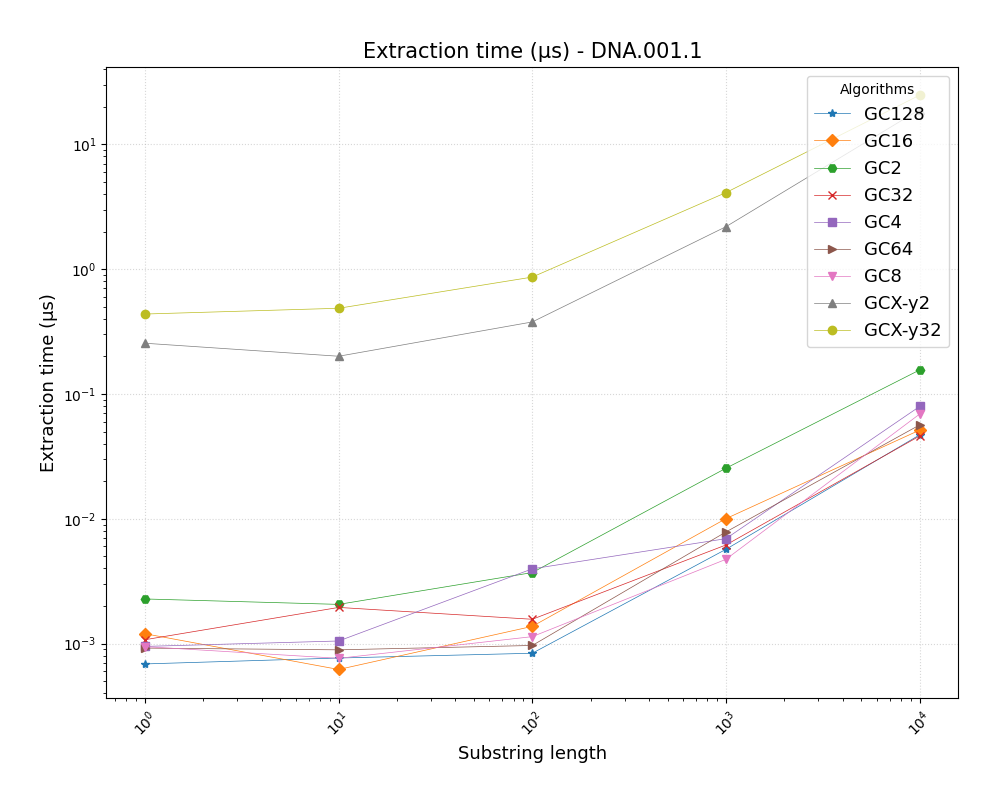 Extraction time (µs) - DNA.001.1
Algorithms
GC128
GC16
GC2
GC32
GC4
GC64
GC8
GCX-y2
GCX-y32
Extraction time (µs)
10¹
10⁰
10⁻¹
10⁻²
10⁻³
10⁰ 10¹ 10² 10³ 10⁴
Substring length